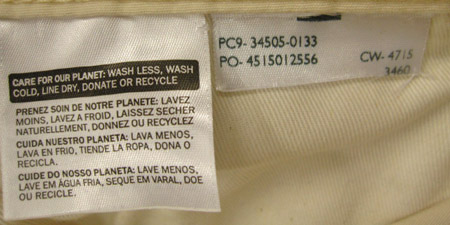 CARE FOR OUR PLANET: WASH LESS, WASH
COLD, LINE DRY, DONATE OR RECYCLE
PRENEZ SOIN DE NOTRE PLANETE: LAVEZ
MOINS, LAVEZ A FROID, LAISSEZ SECHER
NATURELLEMENT, DONNEZ OU RECYCLEZ
CUIDA NUESTRO PLANETA: LAVA MENOS,
LAVA EN FRIO, TIENDE LA ROPA, DONA O
RECICLA.
CUIDE DO NOSSO PLANETA: LAVE MENOS,
LAVE EM ÁGUA FRIA, SEQUE EM VARAL, DOE
OU RECICLE.
PC9- 34505-0133
PO- 4515012556
CW- 4715
3460